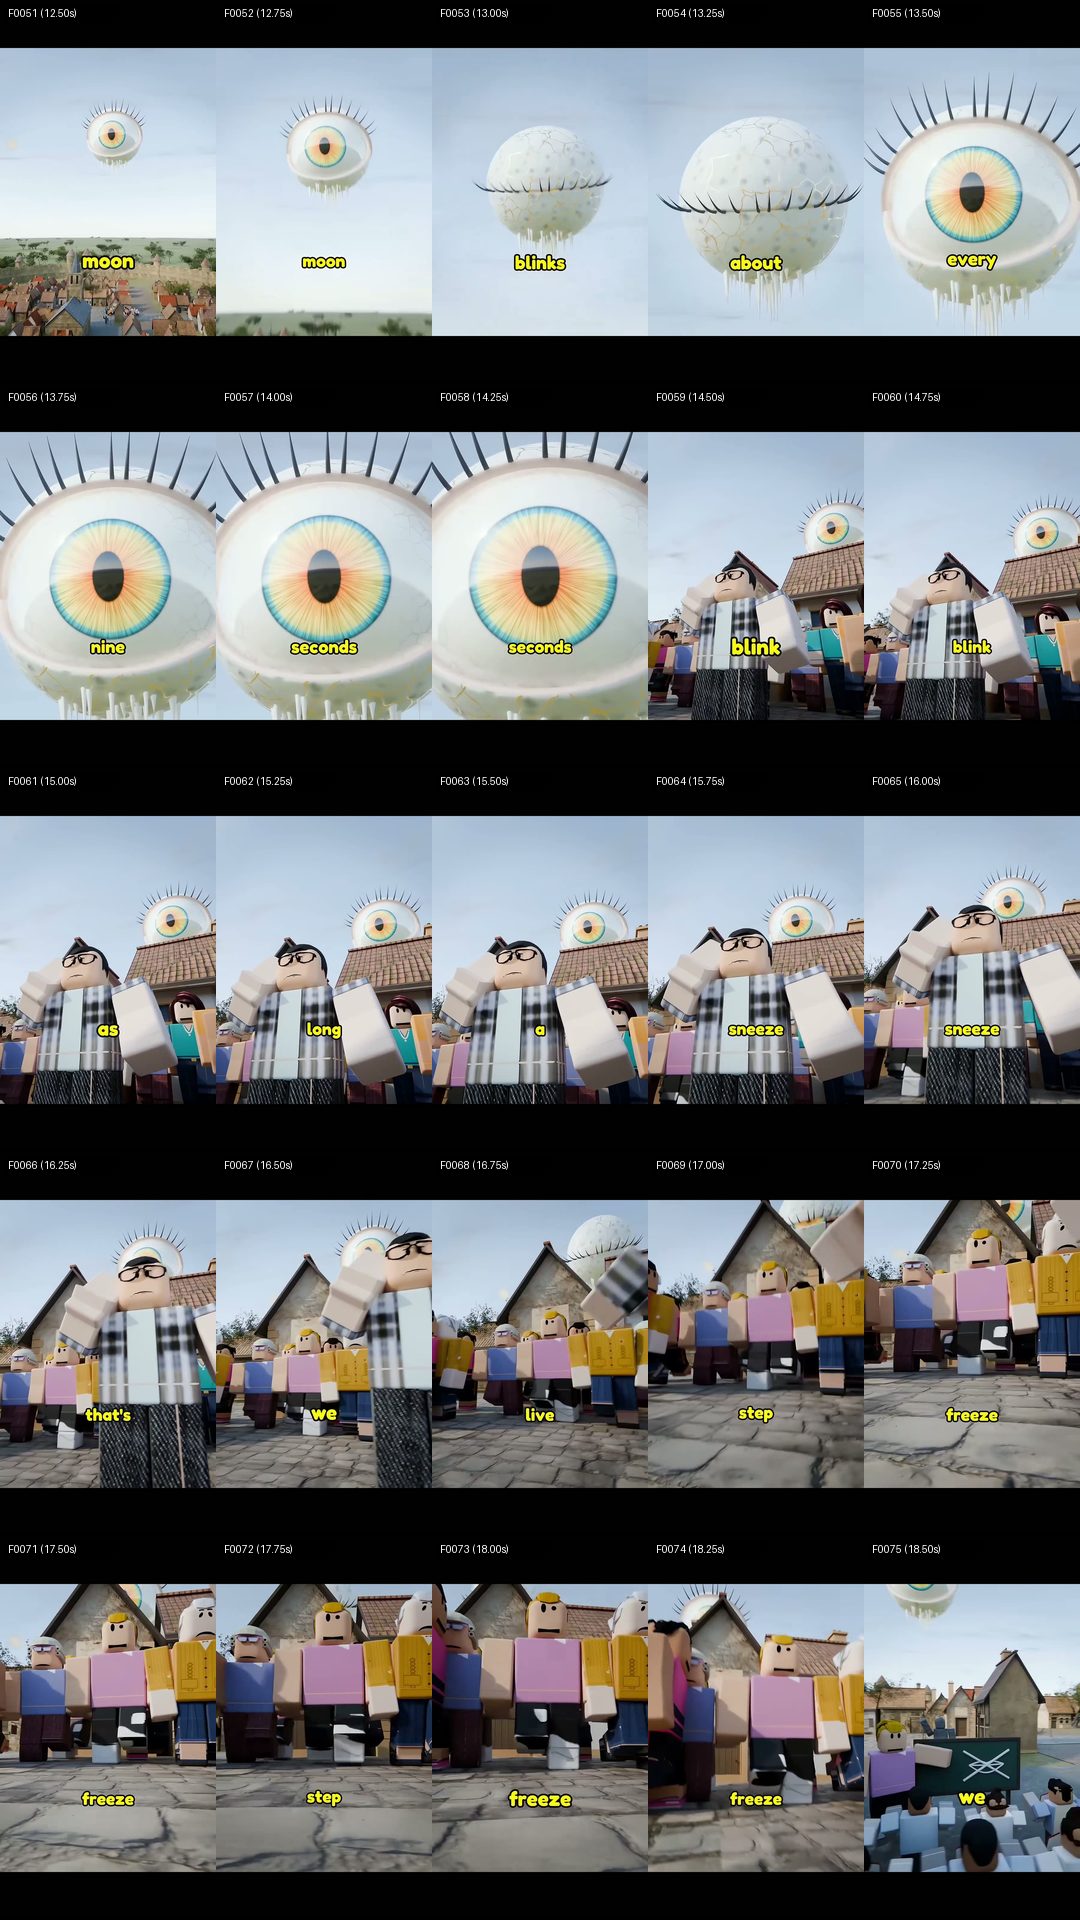 F0051 (12.50s)
F0052 (12.75s)
F0053 (13.00s)
F0054 (13.25s)
F0055 (13.50s)
moon
moon
blinks
about
every
F0056 (13.75s)
F0057 (14.00s)
F0058 (14.25s)
F0059 (14.50s)
F0060 (14.75s)
nine
seconds
seconds
blink
blink
F0061 (15.00s)
F0062 (15.25s)
F0063 (15.50s)
F0064 (15.75s)
F0065 (16.00s)
as
long
a
sneeze
sneeze
F0066 (16.25s)
F0067 (16.50s)
F0068 (16.75s)
F0069 (17.00s)
F0070 (17.25s)
that's
we
live
step
freeze
F0071 (17.50s)
F0072 (17.75s)
F0073 (18.00s)
F0074 (18.25s)
F0075 (18.50s)
freeze
step
freeze
freeze
we